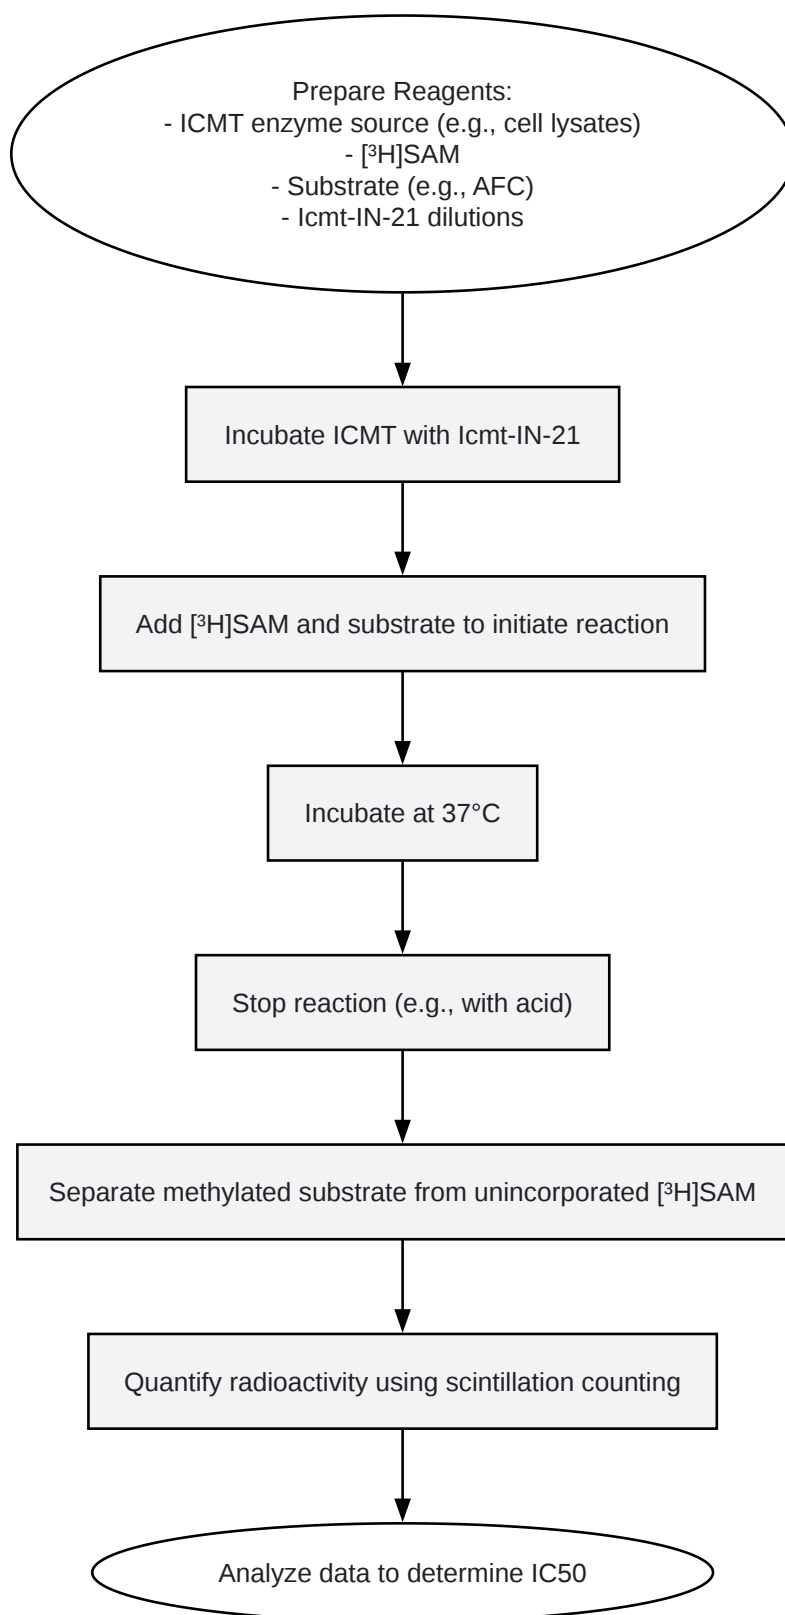 Prepare Reagents:
- ICMT enzyme source (e.g., cell lysates)
- [³H]SAM
- Substrate (e.g., AFC)
- Icmt-IN-21 dilutions
Incubate ICMT with Icmt-IN-21
Add [³H]SAM and substrate to initiate reaction
Incubate at 37°C
Stop reaction (e.g., with acid)
Separate methylated substrate from unincorporated [³H]SAM
Quantify radioactivity using scintillation counting
Analyze data to determine IC50